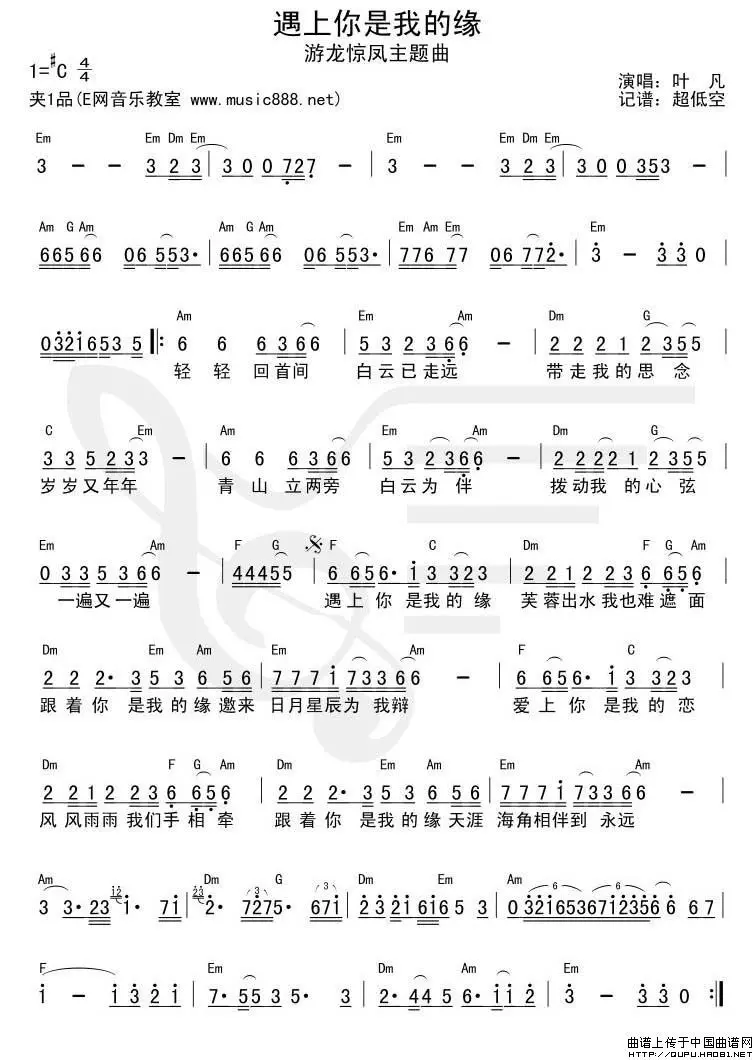 遇上你是我的缘
游龙惊凤主题曲
1=#C 4/4
演唱：叶 凡
夹1品(E网音乐教室 www.music888.net)
记谱：超低空
Em Em Dm Em Em Em Dm Em
3 - - 3 2 3 | 3 0 0 7 2 7 - | 3 - - 3 2 3 | 3 0 0 3 5 3 - |
Am G Am Am G Am Em Am Em Em
6 6 5 6 6 0 6 5 5 3· | 6 6 5 6 6 0 6 5 5 3· | 7 7 6 7 7 0 6 7 7 2· | 3 - 3 3 0
Am Em Am Dm G
0 3 2 1 6 5 3 5 |: 6 6 6 3 6 6 | 5 3 2 3 6 6 - | 2 2 2 1 2 3 5 5 |
轻 轻 回首间 白云已走远 带走我的思念
C Em Am Em Am Dm G
3 3 5 2 3 3 - | 6 6 6 3 6 6 | 5 3 2 3 6 6 - | 2 2 2 2 1 2 3 5 5 |
岁岁又年年 青山立两旁 白云为伴 拨动我的心弦
Em Am F G C Dm F G Am
0 3 3 5 3 6 6 - | 4 4 4 5 5 | 6 6 5 6· 1 3 3 2 3 | 2 2 1 2 2 3 6 6 5 6 |
一遍又一遍 遇上你是我的缘 芙蓉出水我也难遮面
Dm Em Am Em Am F C
2 2 2· 3 5 3 6 5 6 | 7 7 7 1 7 3 3 6 6 - | 6 6 5 6· 1 3 3 2 3 |
跟着你 是我的缘邀来 日月星辰为我辩 爱上你 是我的恋
Dm F G Am Dm Em Am Em Am
2 2 1 2 2 2 3 6 6 5 6 | 2 2 2· 3 5 3 6 5 6 | 7 7 7 1 7 3 3 6 6 - |
风风雨雨我们手相牵 跟着你 是我的缘天涯 海角相伴到永远
Am Dm G Dm Em Am
3 3· 2 3 1· 7 1 | 2· 7 2 7 5· 6 7 1 | 2 3 2 1 6 1 6 5 3 | 0 3 2 1 6 5 3 6 7 1 2 3 5 6 6 6 7 |
F Em Dm Am Em
1 - 1 3 2 1 | 7· 5 5 3 5· 3 | 2· 4 4 5 6· 1 1 2 | 3 - - 7 :|
曲谱上传于中国曲谱网
http://QUPU.HAO81.NET